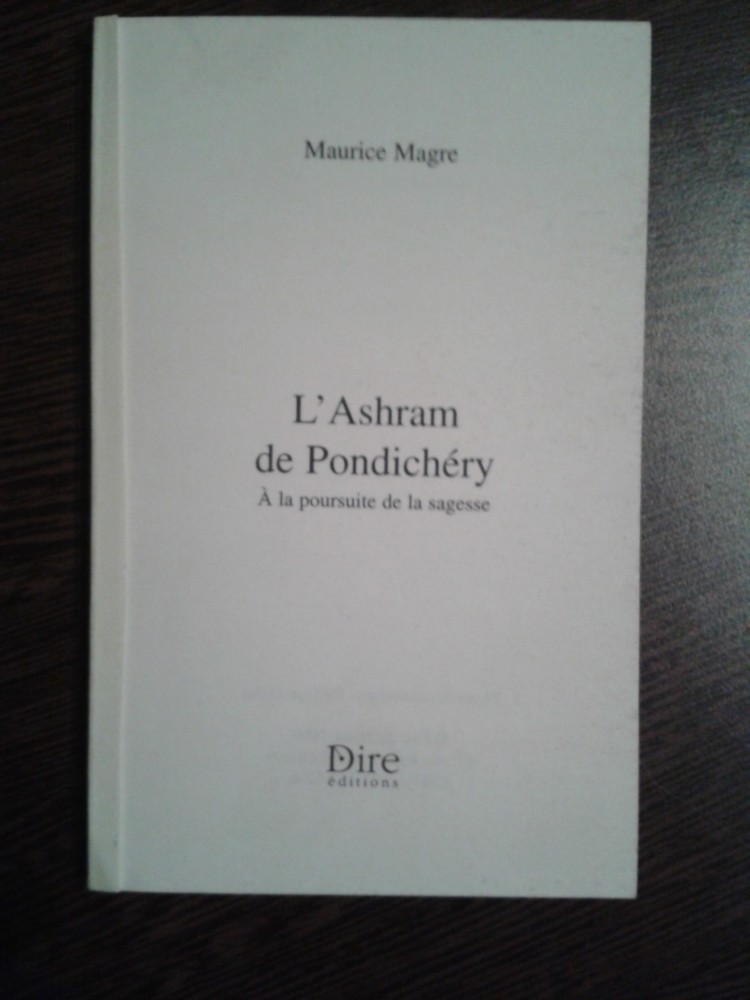 Maurice Magre
L'Ashram
de Pondichéry
À la poursuite de la sagesse
Dire
éditions